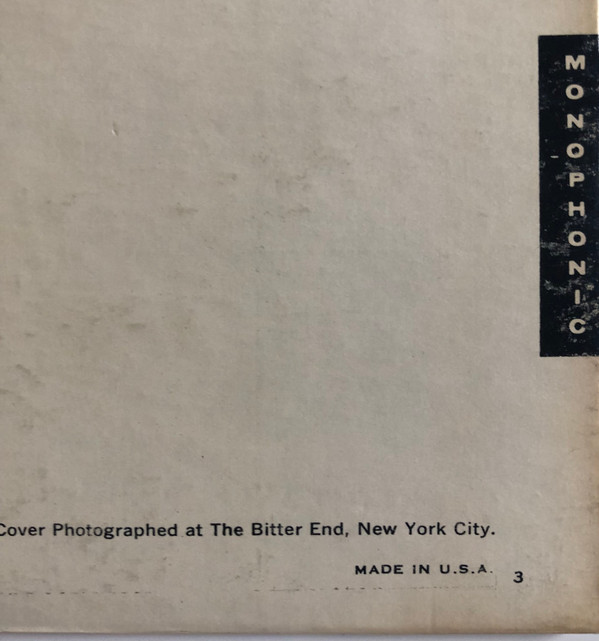 MONOPHONIC
Cover Photographed at The Bitter End, New York City.
MADE IN U.S.A.
3